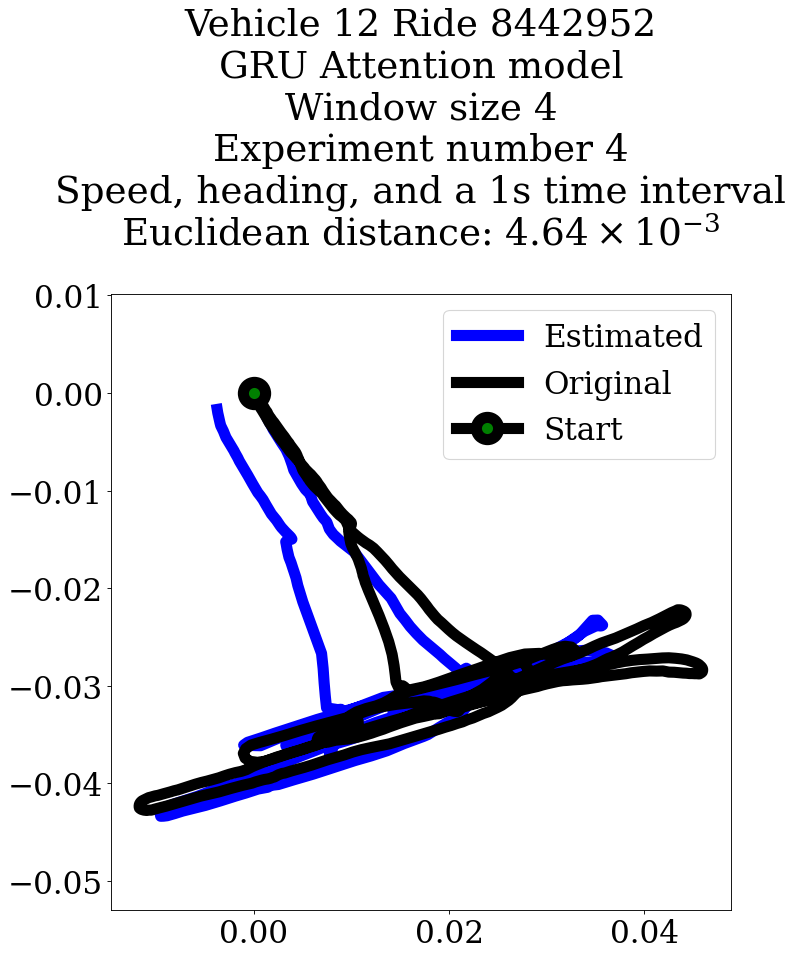 Vehicle 12 Ride 8442952
GRU Attention model
Window size 4
Experiment number 4
Speed, heading, and a 1s time interval
Euclidean distance: 4.64 × 10⁻³
0.01
0.00
−0.01
−0.02
−0.03
−0.04
−0.05
Estimated
Original
Start
0.00 0.02 0.04